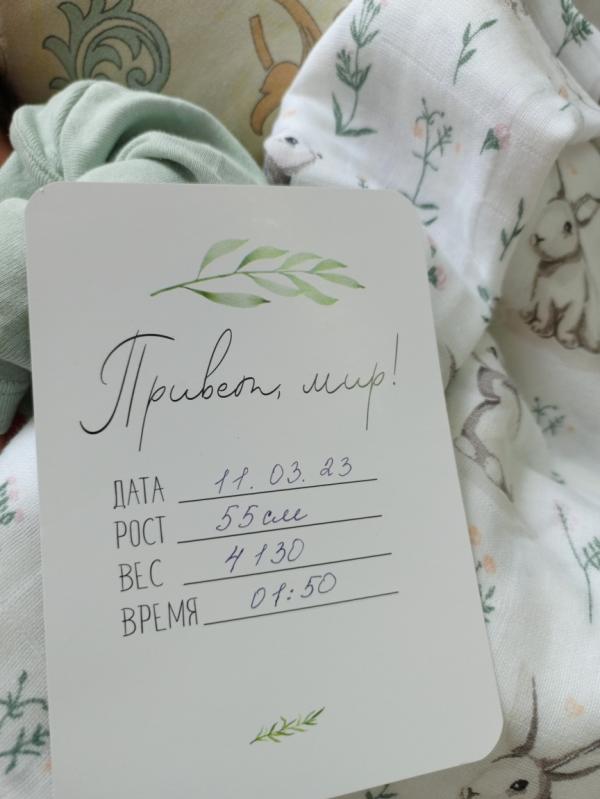 Привет, мир!
ДАТА 11.03.23
РОСТ 55см
ВЕС 4130
ВРЕМЯ 01:50